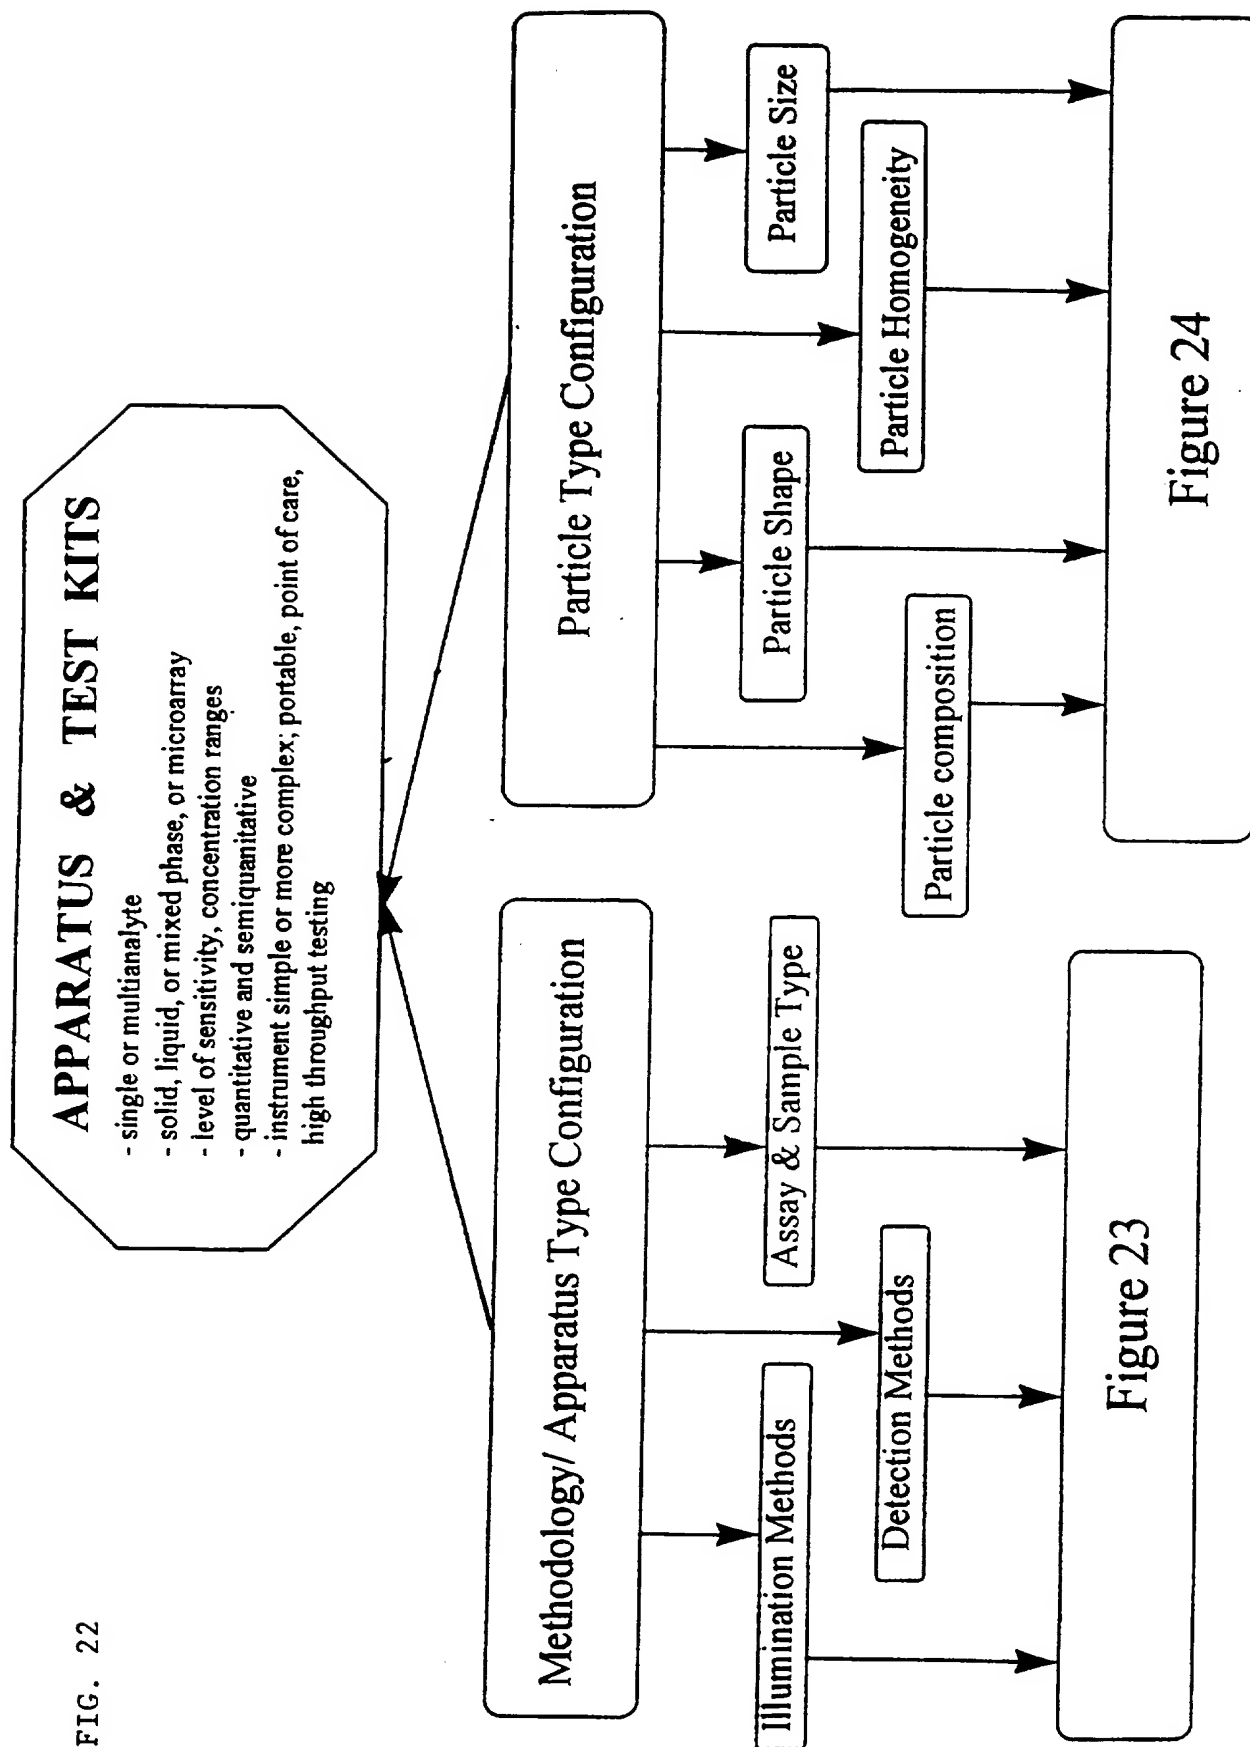 FIG. 22
APPARATUS & TEST KITS
- single or multianalyte
- solid, liquid, or mixed phase, or microarray
- level of sensitivity, concentration ranges
- quantitative and semiquanitative
- instrument simple or more complex; portable, point of care,
high throughput testing
Methodology/ Apparatus Type Configuration
Particle Type Configuration
Illumination Methods
Detection Methods
Assay & Sample Type
Particle composition
Particle Shape
Particle Homogeneity
Particle Size
Figure 23
Figure 24